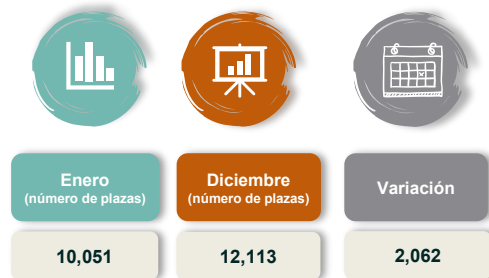 Enero
(número de plazas)
Diciembre
(número de plazas)
Variación
10,051
12,113
2,062